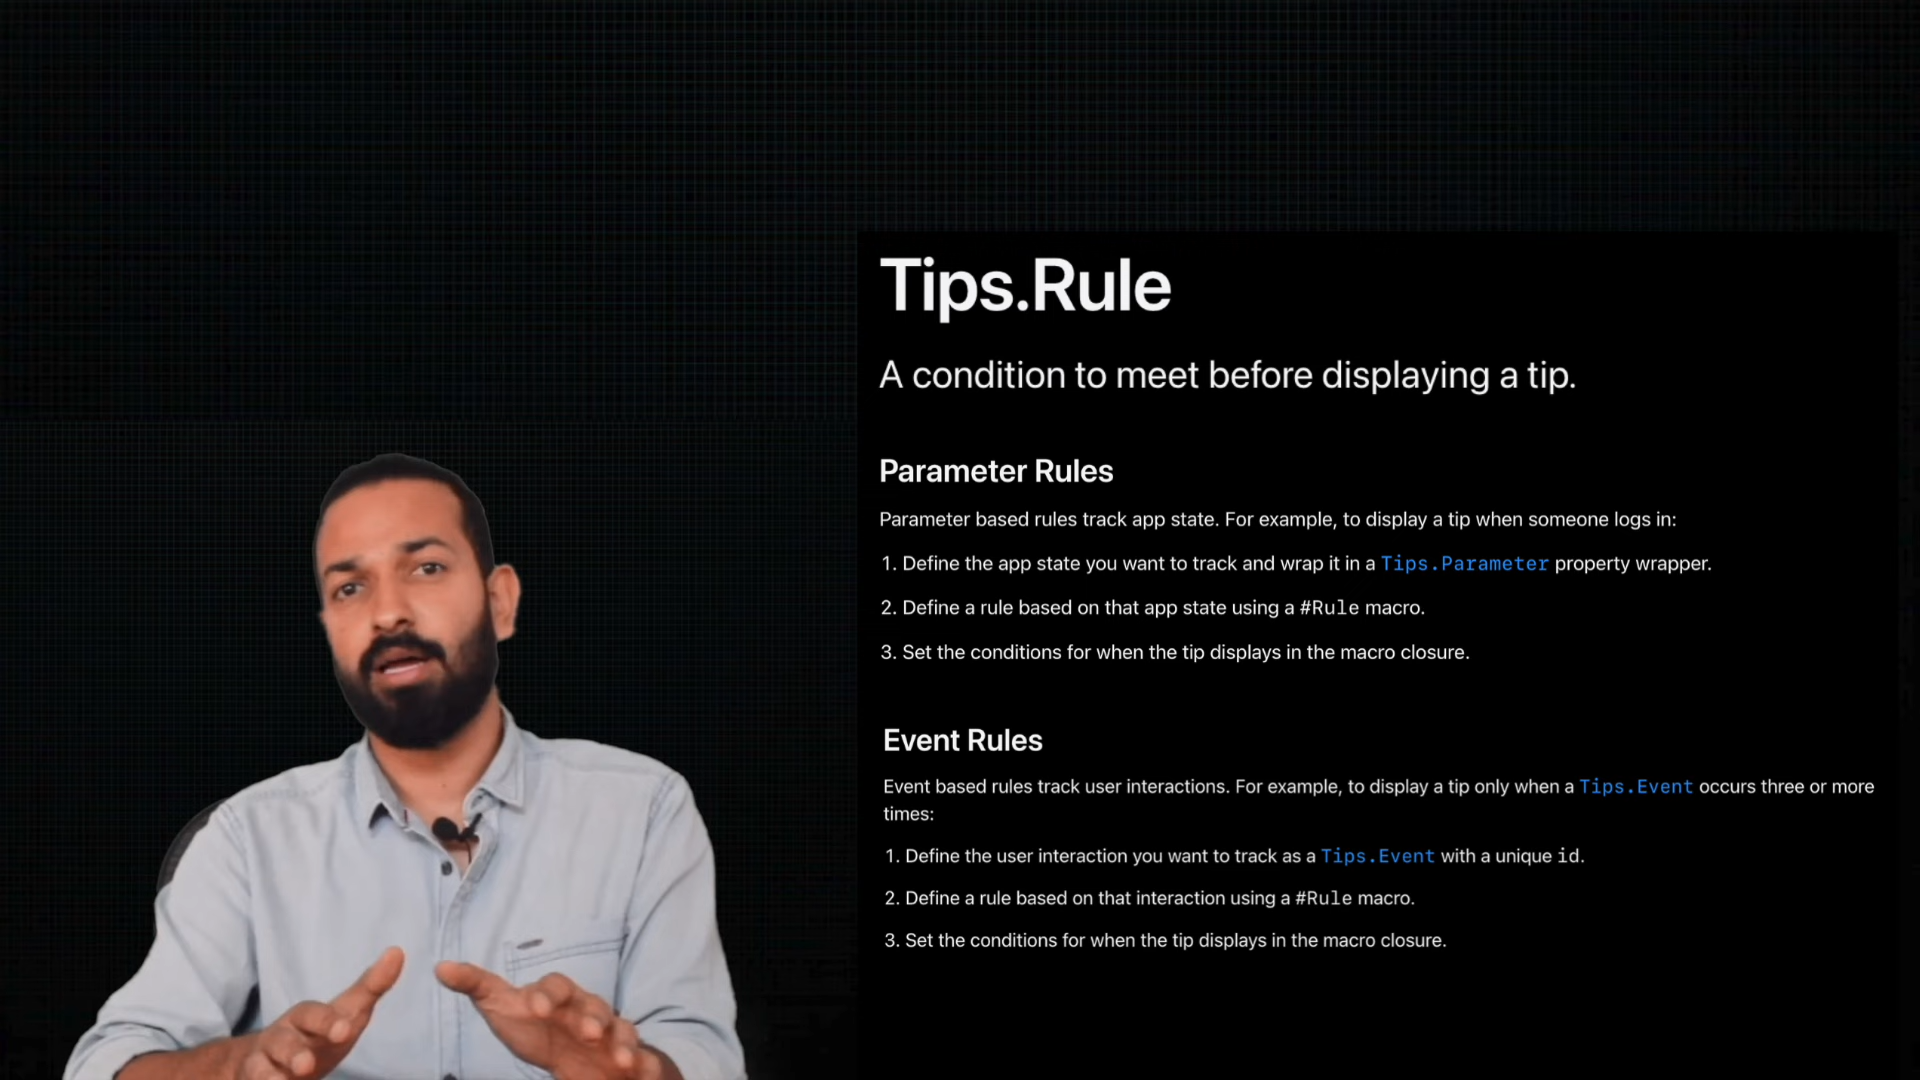 Tips.Rule
A condition to meet before displaying a tip.
Parameter Rules
Parameter based rules track app state. For example, to display a tip when someone logs in:
1. Define the app state you want to track and wrap it in a Tips.Parameter property wrapper.
2. Define a rule based on that app state using a #Rule macro.
3. Set the conditions for when the tip displays in the macro closure.
Event Rules
Event based rules track user interactions. For example, to display a tip only when a Tips.Event occurs three or more
times:
1. Define the user interaction you want to track as a Tips.Event with a unique id.
2. Define a rule based on that interaction using a #Rule macro.
3. Set the conditions for when the tip displays in the macro closure.